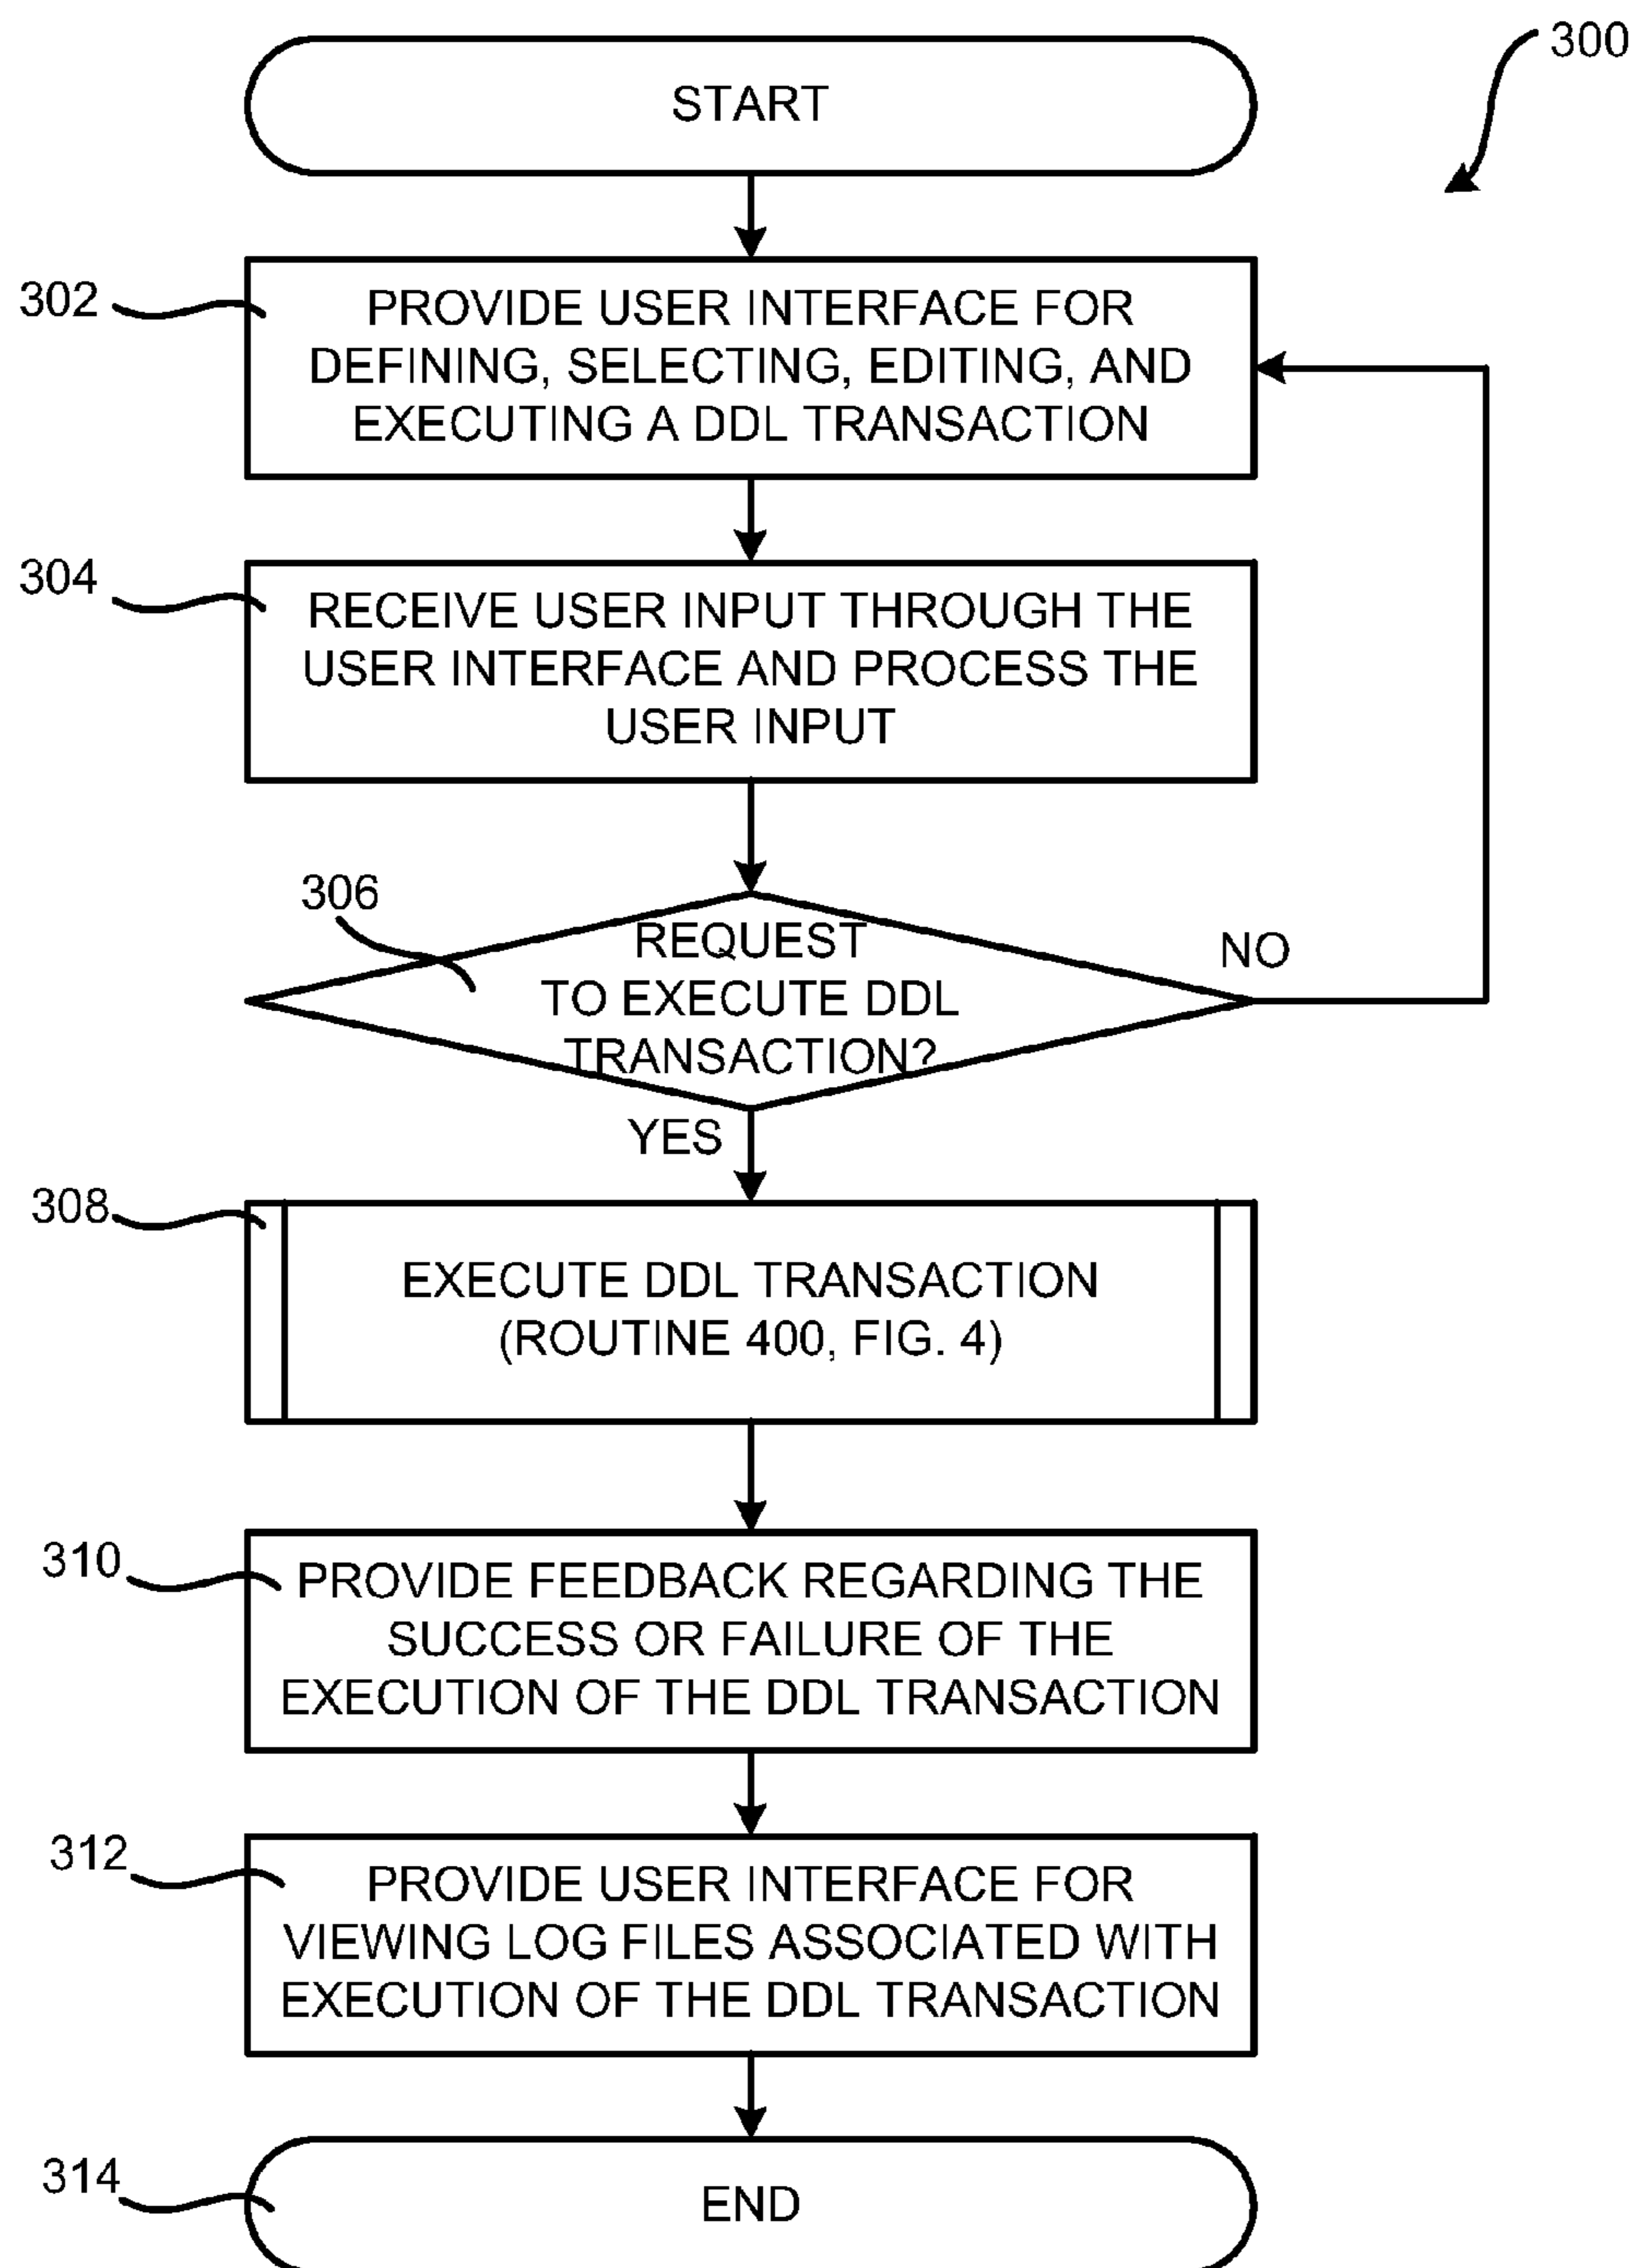 300
START
302
PROVIDE USER INTERFACE FOR
DEFINING, SELECTING, EDITING, AND
EXECUTING A DDL TRANSACTION
304
RECEIVE USER INPUT THROUGH THE
USER INTERFACE AND PROCESS THE
USER INPUT
306
REQUEST
TO EXECUTE DDL
TRANSACTION?
NO
YES
308
EXECUTE DDL TRANSACTION
(ROUTINE 400, FIG. 4)
310
PROVIDE FEEDBACK REGARDING THE
SUCCESS OR FAILURE OF THE
EXECUTION OF THE DDL TRANSACTION
312
PROVIDE USER INTERFACE FOR
VIEWING LOG FILES ASSOCIATED WITH
EXECUTION OF THE DDL TRANSACTION
314
END